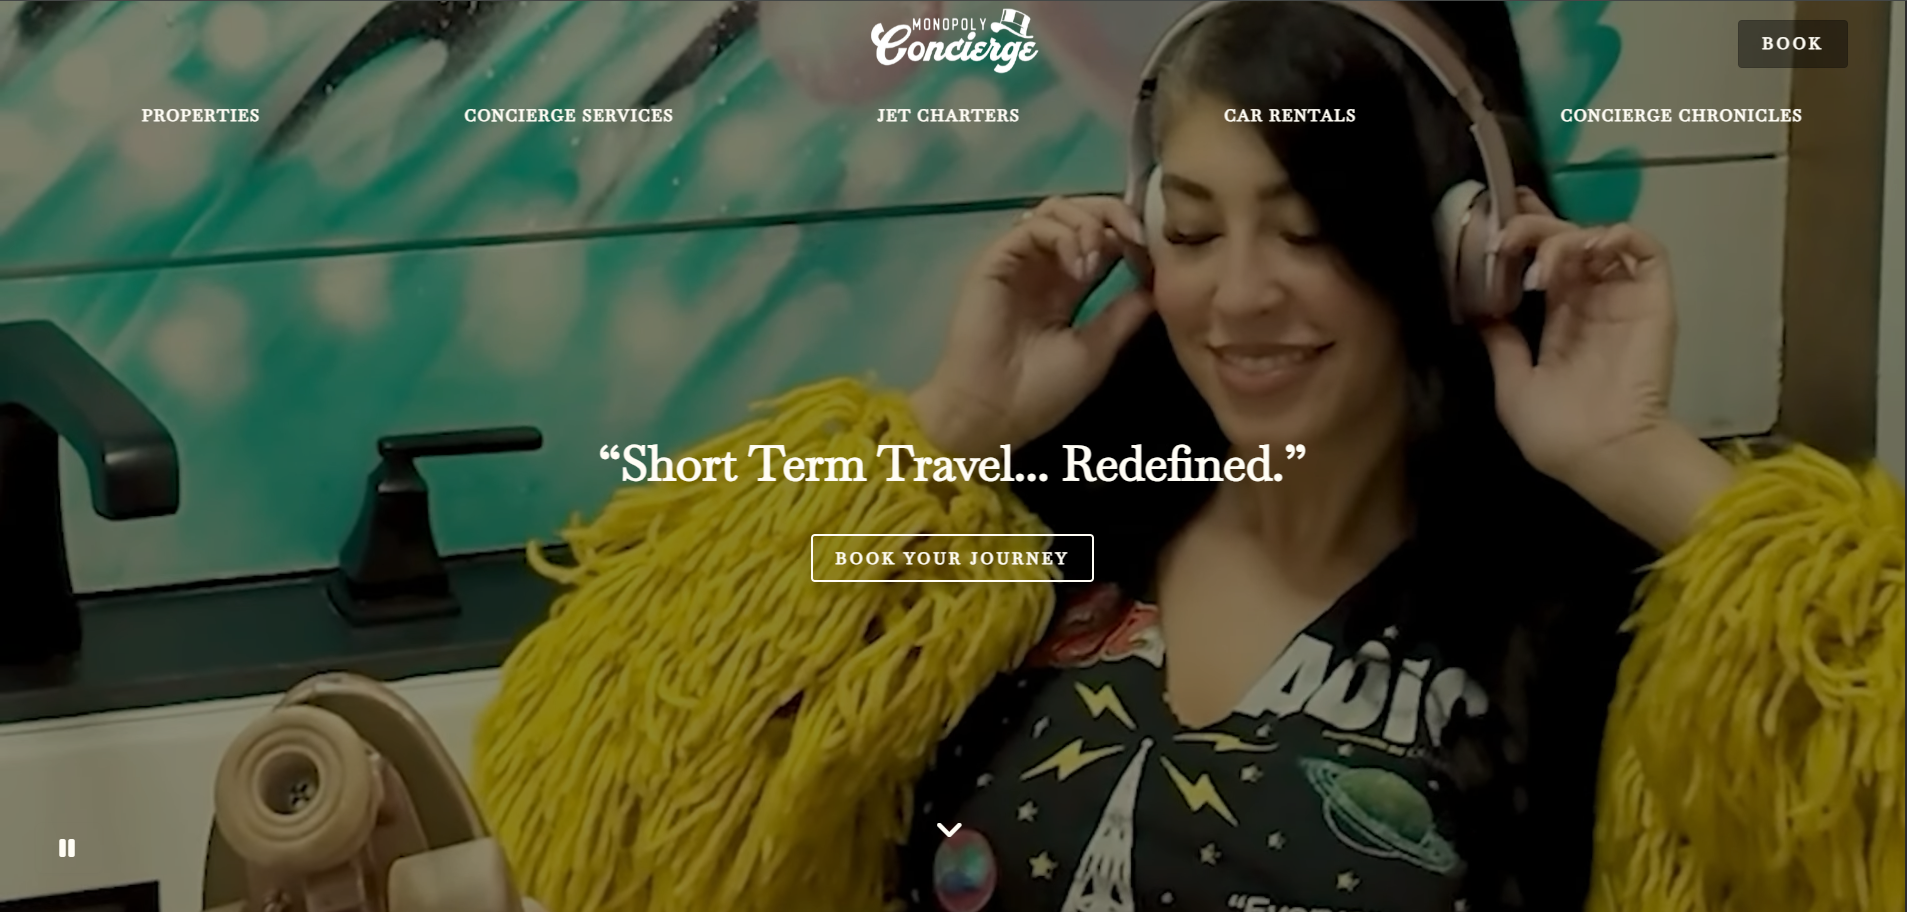 MONOPOLY
Concierge
BOOK
PROPERTIES
CONCIERGE SERVICES
JET CHARTERS
CAR RENTALS
CONCIERGE CHRONICLES
“Short Term Travel... Redefined.”
BOOK YOUR JOURNEY